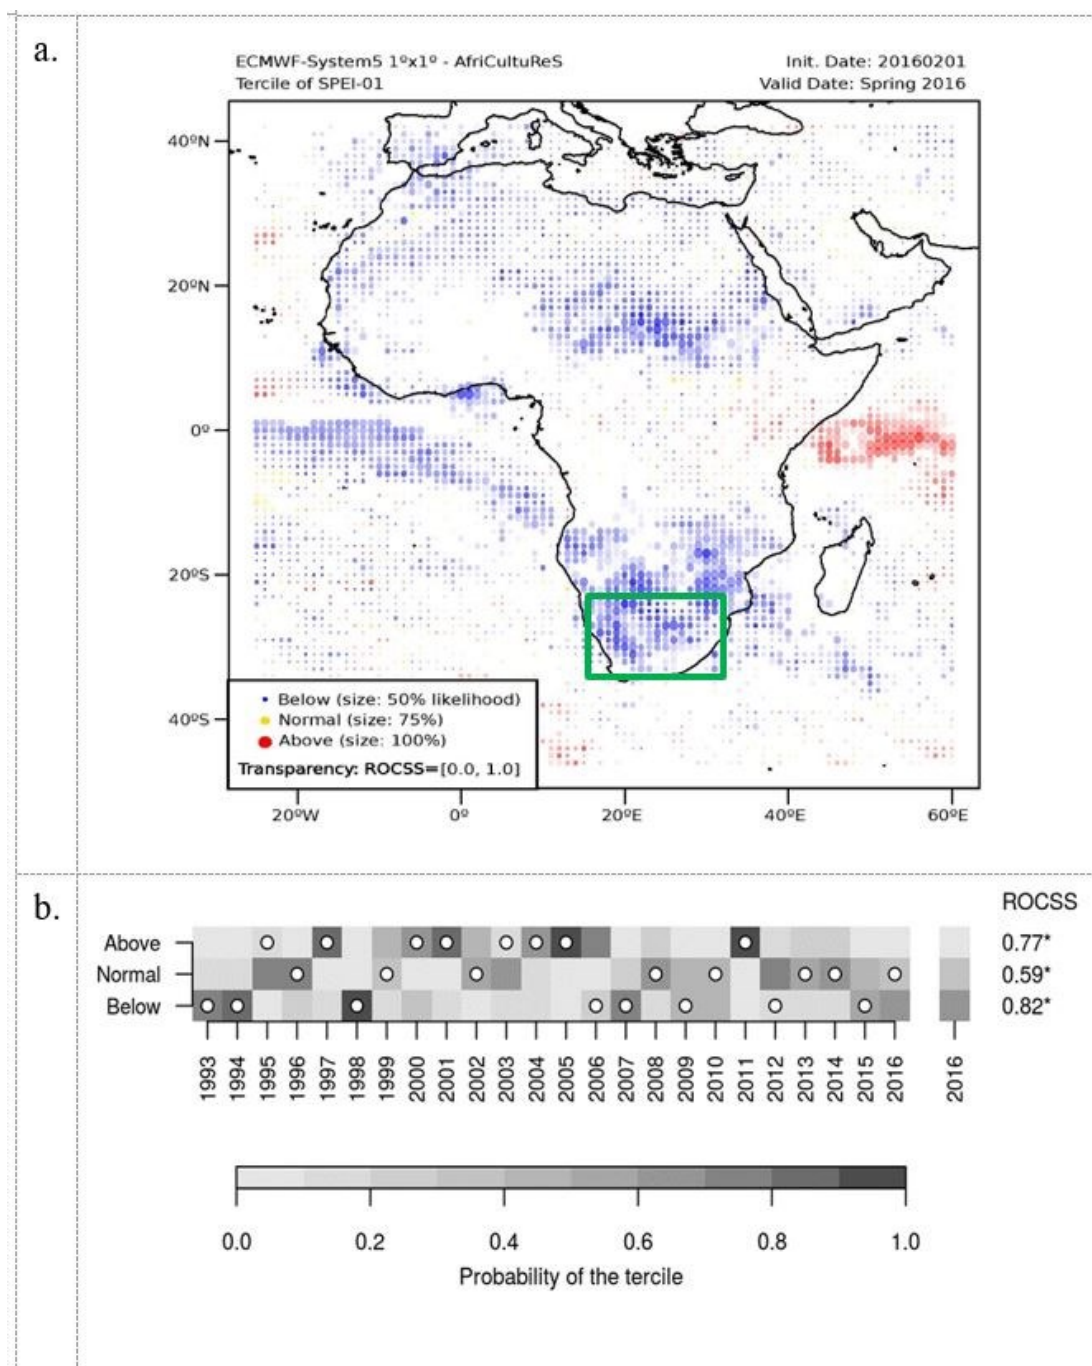 a.
ECMWF-System5 1ºx1º - AfriCultuReS
Init. Date: 20160201
Tercile of SPEI-01
Valid Date: Spring 2016
40ºN
20ºN
0º
20ºS
40ºS
Below (size: 50% likelihood)
Normal (size: 75%)
Above (size: 100%)
Transparency: ROCSS=[0.0, 1.0]
20ºW
0º
20ºE
40ºE
60ºE
b.
ROCSS
Above
0.77*
Normal
0.59*
Below
0.82*
1993
1994
1995
1996
1997
1998
1999
2000
2001
2002
2003
2004
2005
2006
2007
2008
2009
2010
2011
2012
2013
2014
2015
2016
2016
0.0
0.2
0.4
0.6
0.8
1.0
Probability of the tercile